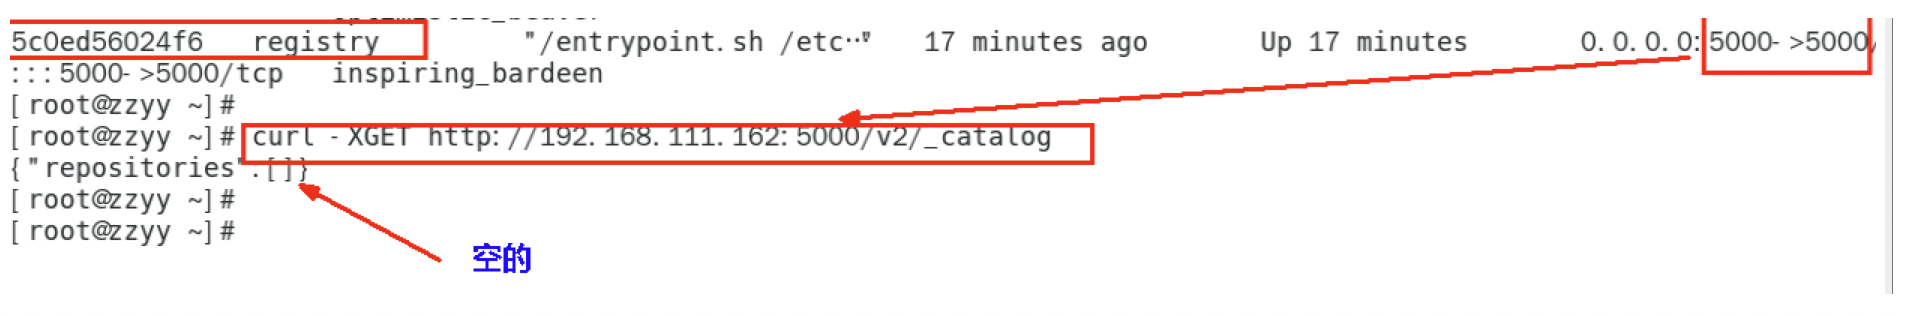 5c0ed56024f6 registry "/entrypoint.sh /etc…" 17 minutes ago Up 17 minutes 0.0.0.0:5000->5000/
:::5000->5000/tcp inspiring_bardeen
[root@zzyy ~]#
[root@zzyy ~]# curl -XGET http://192.168.111.162:5000/v2/_catalog
{"repositories":[]}
[root@zzyy ~]#
[root@zzyy ~]#
空的